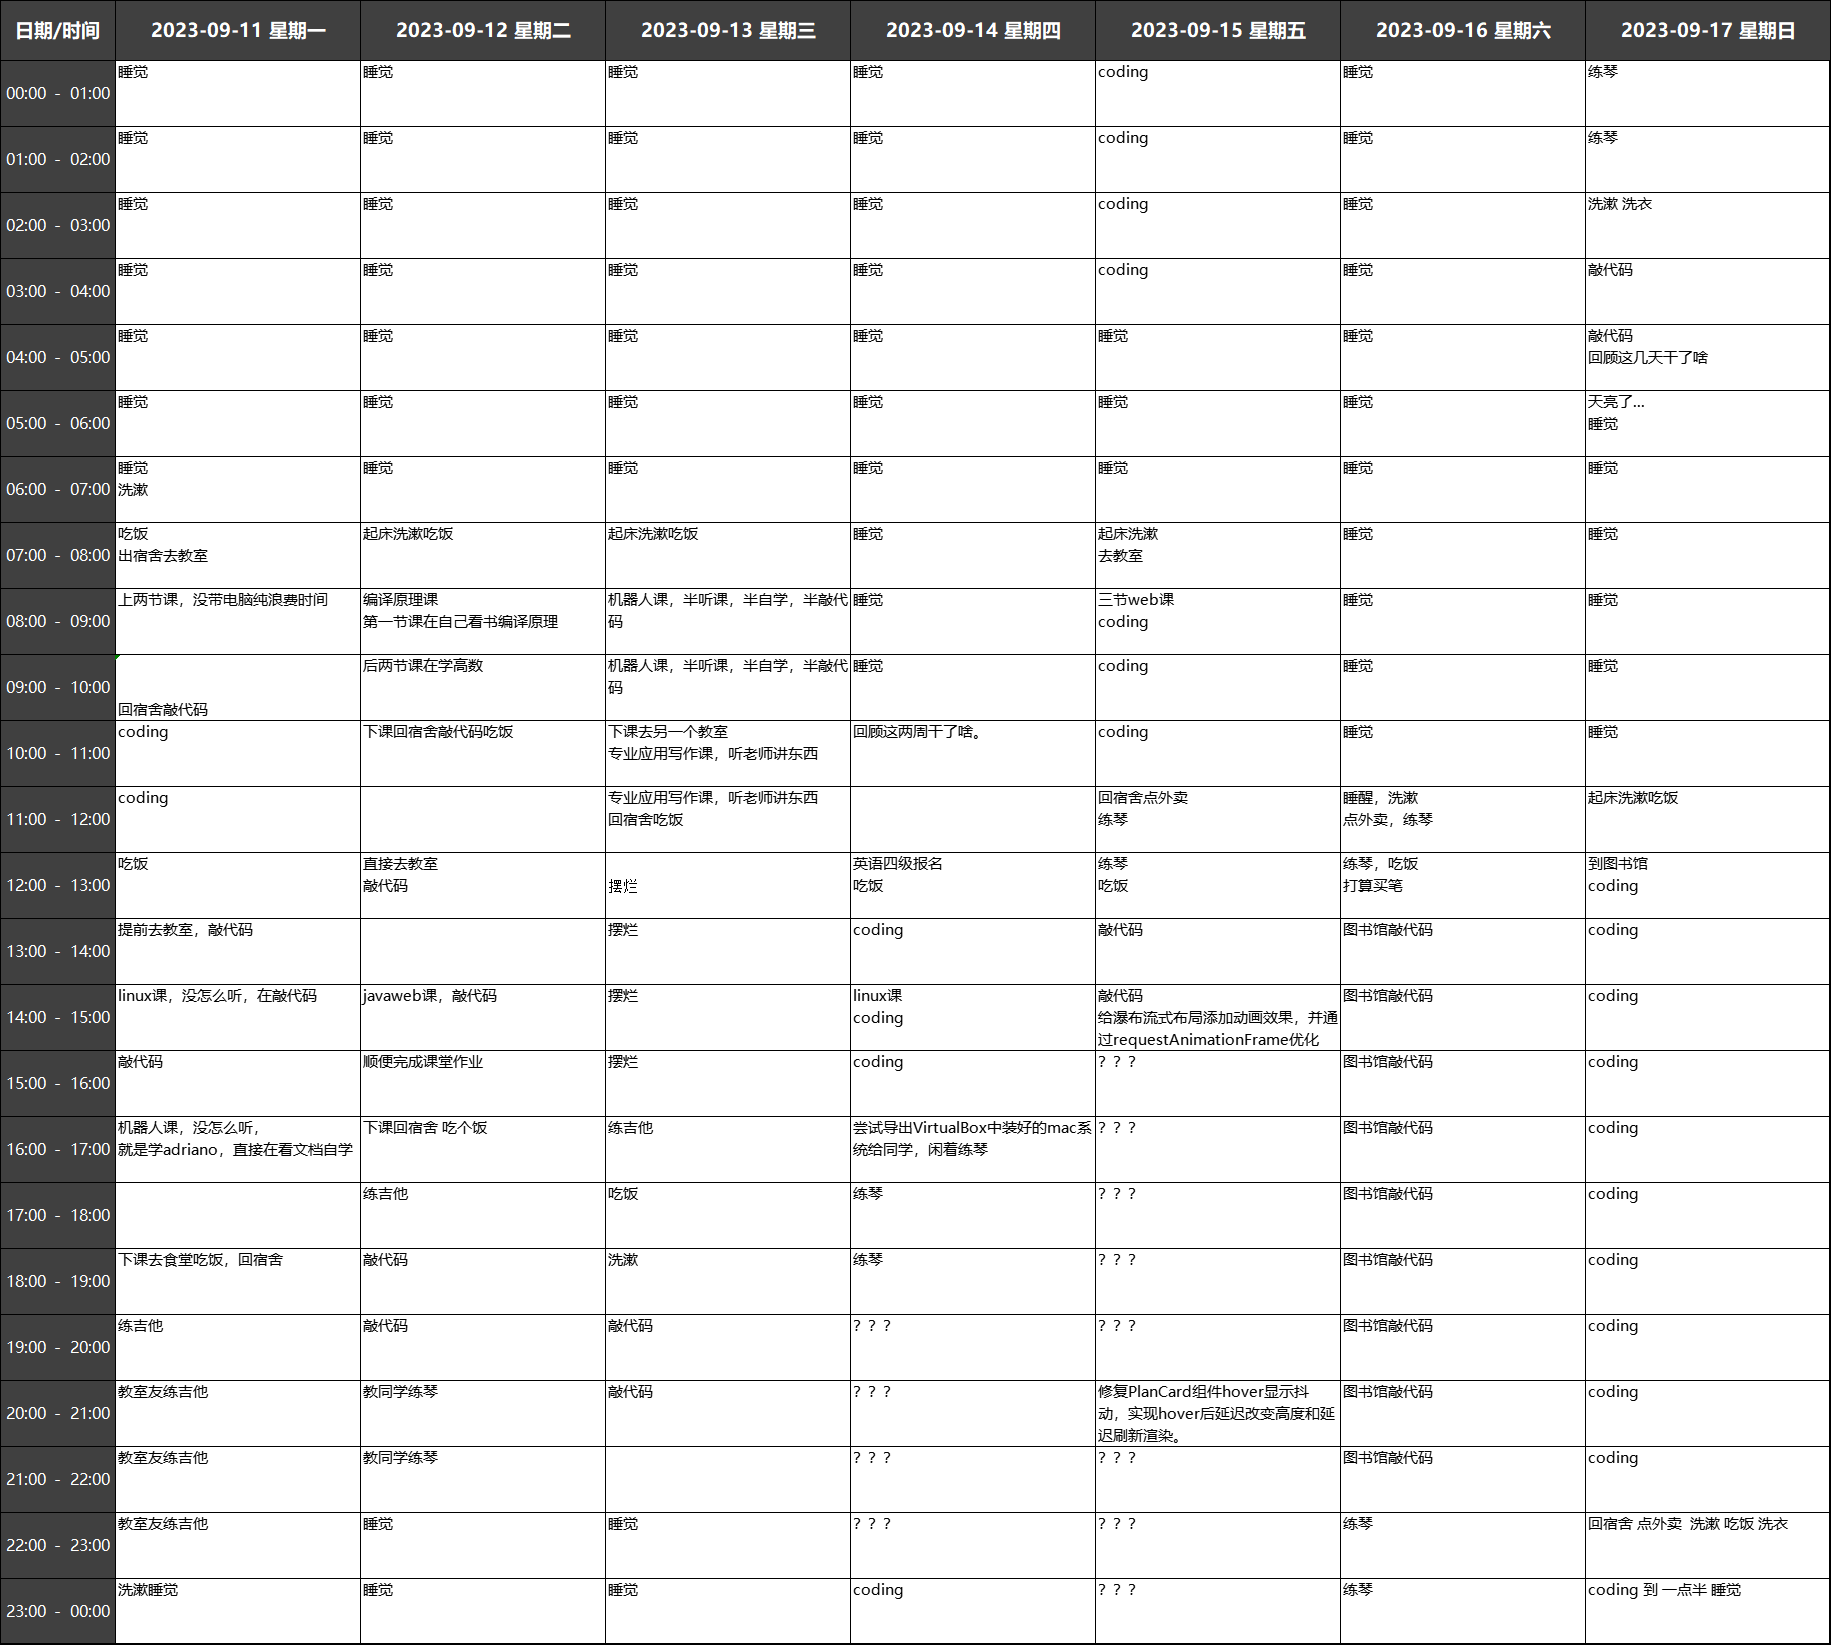 日期/时间 2023-09-11 星期一 2023-09-12 星期二 2023-09-13 星期三 2023-09-14 星期四 2023-09-15 星期五 2023-09-16 星期六 2023-09-17 星期日
00:00 - 01:00 睡觉 睡觉 睡觉 睡觉 coding 睡觉 练琴
01:00 - 02:00 睡觉 睡觉 睡觉 睡觉 coding 睡觉 练琴
02:00 - 03:00 睡觉 睡觉 睡觉 睡觉 coding 睡觉 洗漱 洗衣
03:00 - 04:00 睡觉 睡觉 睡觉 睡觉 coding 睡觉 敲代码
04:00 - 05:00 睡觉 睡觉 睡觉 睡觉 睡觉 睡觉 敲代码
回顾这几天干了啥
05:00 - 06:00 睡觉 睡觉 睡觉 睡觉 睡觉 睡觉 天亮了...
睡觉
06:00 - 07:00 睡觉
洗漱
睡觉 睡觉 睡觉 睡觉 睡觉 睡觉
07:00 - 08:00 吃饭
出宿舍去教室
起床洗漱吃饭 起床洗漱吃饭 睡觉 起床洗漱
去教室
睡觉 睡觉
08:00 - 09:00 上两节课，没带电脑纯浪费时间
编译原理课
第一节课在自己看书编译原理
机器人课，半听课，半自学，半敲代
码
睡觉
三节web课
coding
睡觉 睡觉
09:00 - 10:00 回宿舍敲代码
后两节课在学高数
机器人课，半听课，半自学，半敲代
码
睡觉 coding 睡觉 睡觉
10:00 - 11:00 coding 下课回宿舍敲代码吃饭
下课去另一个教室
专业应用写作课，听老师讲东西
回顾这两周干了啥。 coding 睡觉 睡觉
11:00 - 12:00 coding
专业应用写作课，听老师讲东西
回宿舍吃饭
回宿舍点外卖
练琴
睡醒，洗漱
点外卖，练琴
起床洗漱吃饭
12:00 - 13:00 吃饭
直接去教室
敲代码
摆烂
英语四级报名
吃饭
练琴
吃饭
练琴，吃饭
打算买笔
到图书馆
coding
13:00 - 14:00 提前去教室，敲代码 摆烂 coding 敲代码 图书馆敲代码 coding
14:00 - 15:00 linux课，没怎么听，在敲代码 javaweb课，敲代码 摆烂
linux课
coding
敲代码
给瀑布流式布局添加动画效果，并通
过requestAnimationFrame优化
图书馆敲代码 coding
15:00 - 16:00 敲代码 顺便完成课堂作业 摆烂 coding ？？？ 图书馆敲代码 coding
16:00 - 17:00 机器人课，没怎么听，
就是学adriano，直接在看文档自学
下课回宿舍 吃个饭 练吉他
尝试导出VirtualBox中装好的mac系
统给同学，闲着练琴
？？？ 图书馆敲代码 coding
17:00 - 18:00 练吉他 吃饭 练琴 ？？？ 图书馆敲代码 coding
18:00 - 19:00 下课去食堂吃饭，回宿舍 敲代码 洗漱 练琴 ？？？ 图书馆敲代码 coding
19:00 - 20:00 练吉他 敲代码 敲代码 ？？？ ？？？ 图书馆敲代码 coding
20:00 - 21:00 教室友练吉他 教同学练琴 敲代码 ？？？
修复PlanCard组件hover显示抖
动，实现hover后延迟改变高度和延
迟刷新渲染。
图书馆敲代码 coding
21:00 - 22:00 教室友练吉他 教同学练琴 ？？？ ？？？ 图书馆敲代码 coding
22:00 - 23:00 教室友练吉他 睡觉 睡觉 ？？？ ？？？ 练琴 回宿舍 点外卖 洗漱 吃饭 洗衣
23:00 - 00:00 洗漱睡觉 睡觉 睡觉 coding ？？？ 练琴 coding 到 一点半 睡觉